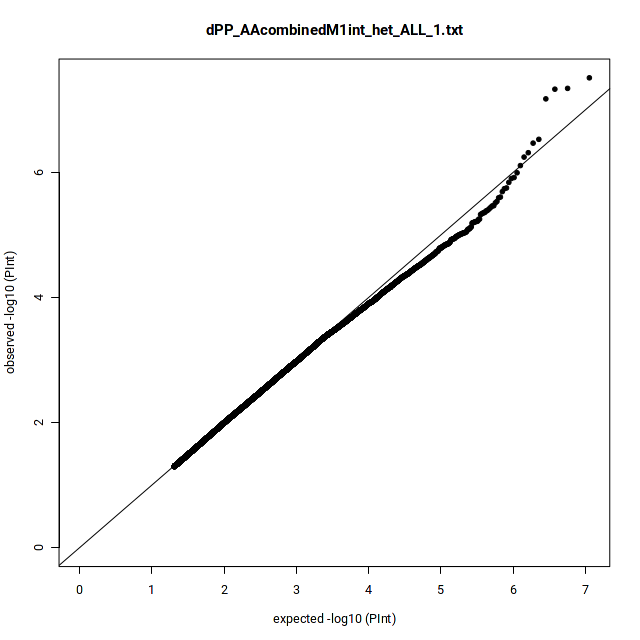 dPP_AAcombinedM1int_het_ALL_1.txt
observed -log10 (PInt)
6
4
2
0
0 1 2 3 4 5 6 7
expected -log10 (PInt)